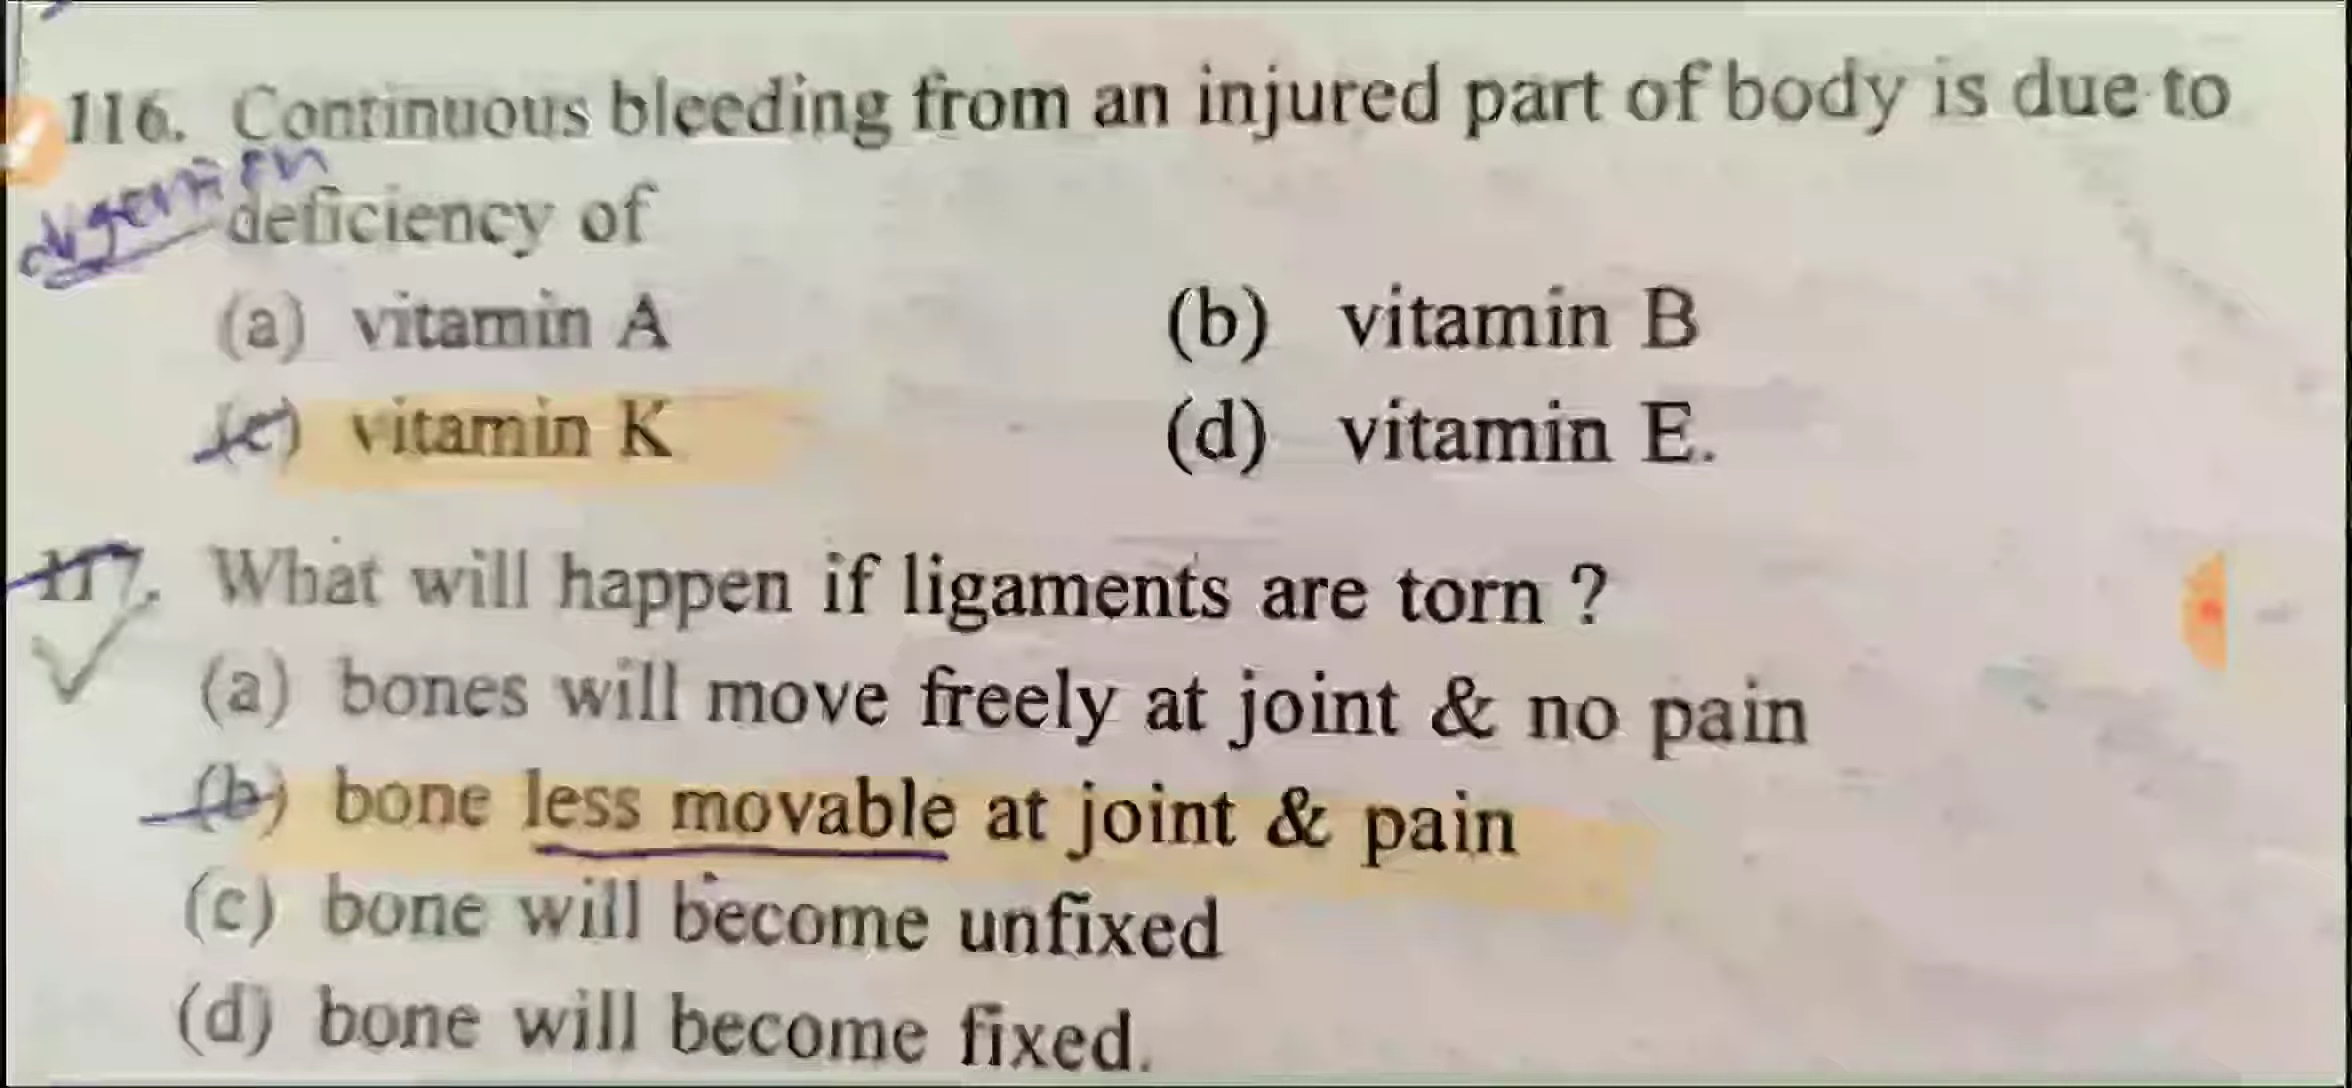 116. Continuous bleeding from an injured part of body is due to
deficiency of
(a) vitamin A (b) vitamin B
(c) vitamin K (d) vitamin E.
117. What will happen if ligaments are torn ?
(a) bones will move freely at joint & no pain
(b) bone less movable at joint & pain
(c) bone will become unfixed
(d) bone will become fixed.